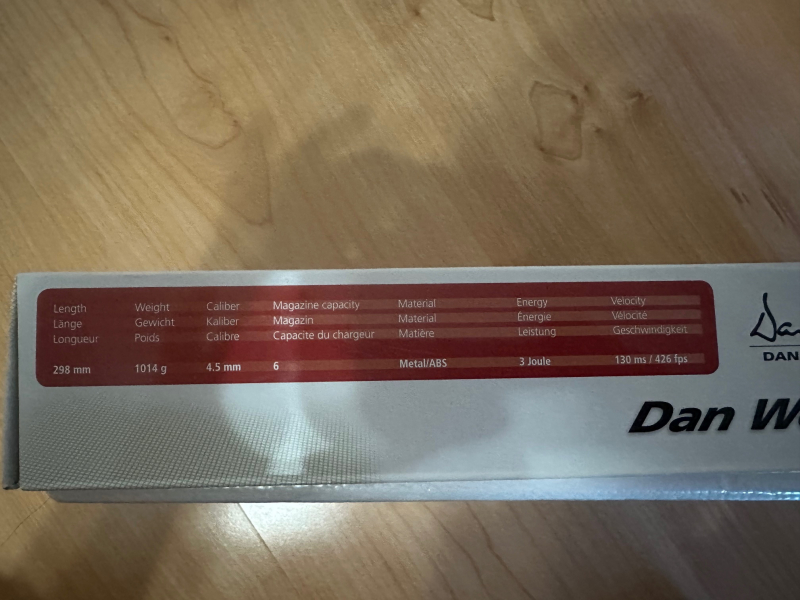 Length Weight Caliber Magazine capacity Material Energy Velocity
Länge Gewicht Kaliber Magazin Material Énergie Vélocité
Longueur Poids Calibre Capacite du chargeur Matière Leistung Geschwindigkeit
298 mm 1014 g 4.5 mm 6 Metal/ABS 3 Joule 130 ms / 426 fps
DAN
Dan